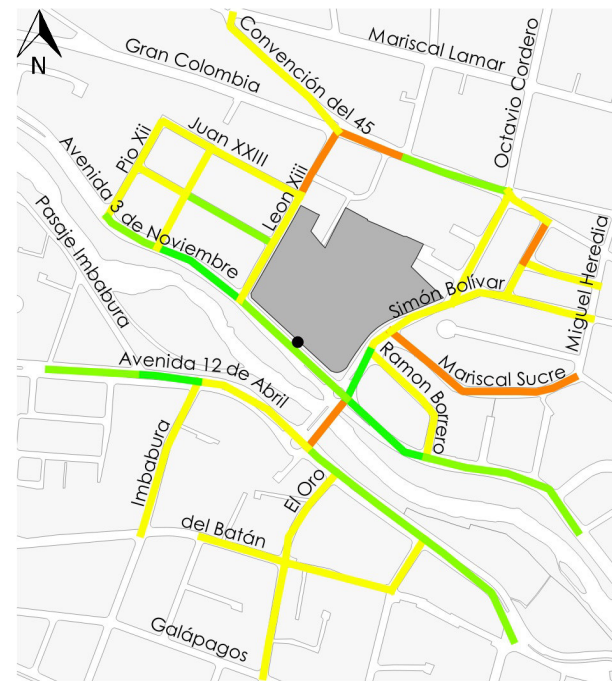 Convención del 45
Mariscal Lamar
Gran Colombia
N
Octavio Cordero
Juan XXIII
Pio Xii
Avenida 3 de Noviembre
Leon Xiii
Pasaje Imbabura
Miguel Heredia
Simón Bolívar
Avenida 12 de Abril
Ramon Borrero
Mariscal Sucre
Imbabura
El Oro
del Batán
Galápagos